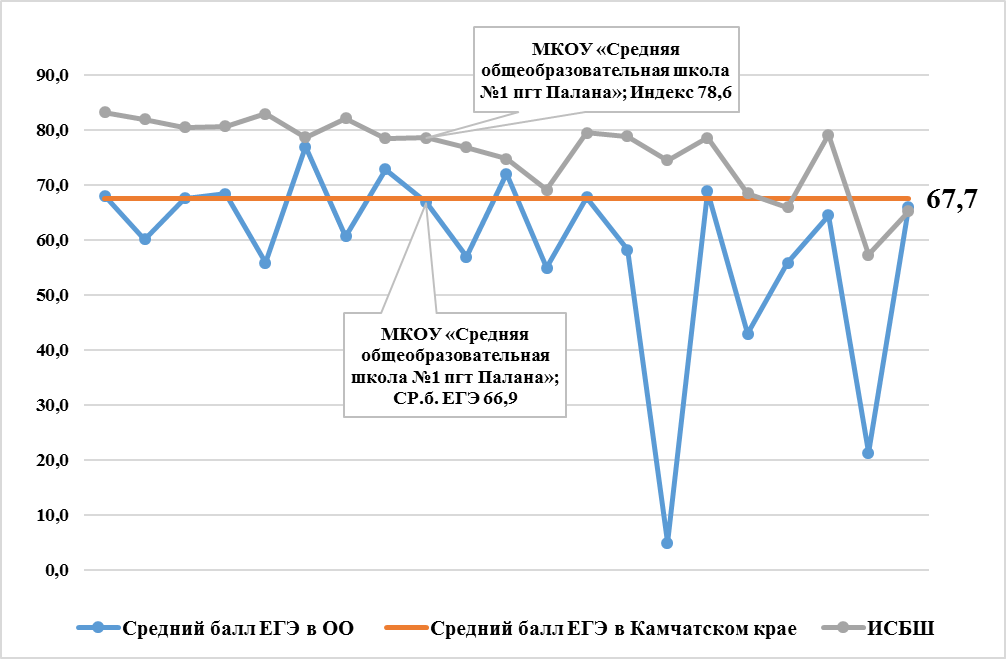 МКОУ «Средняя
общеобразовательная школа
№1 пгт Палана»; Индекс 78,6
90,0
80,0
70,0
60,0
50,0
40,0
30,0
20,0
10,0
0,0
67,7
МКОУ «Средняя
общеобразовательная
школа №1 пгт Палана»;
СР.б. ЕГЭ 66,9
Средний балл ЕГЭ в ОО
Средний балл ЕГЭ в Камчатском крае
ИСБШ